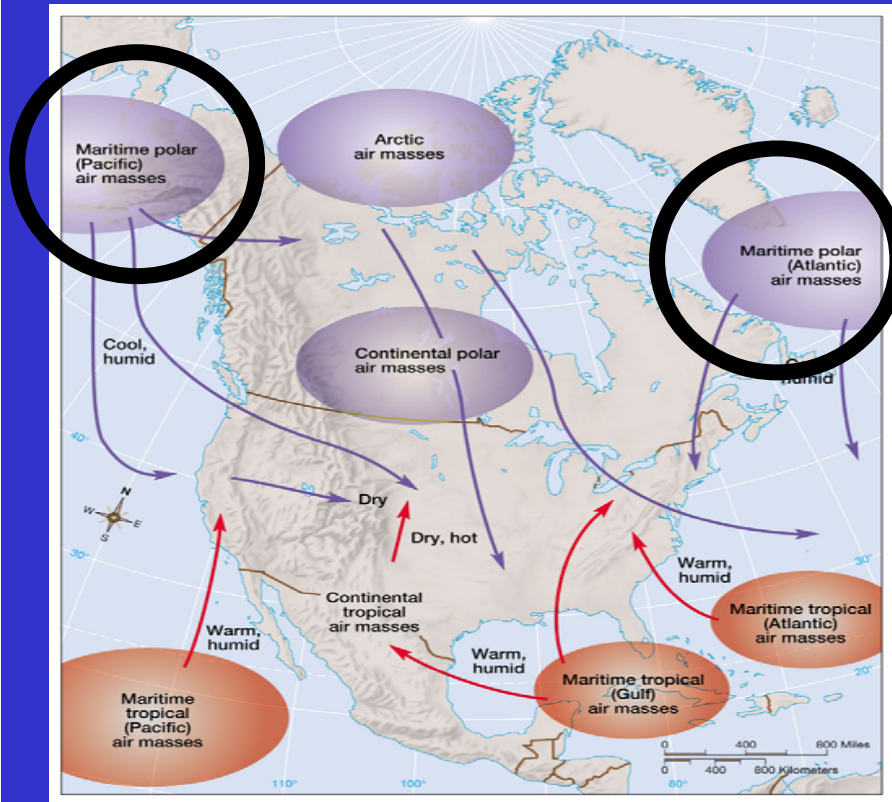 Maritime polar
(Pacific)
air masses
Arctic
air masses
Maritime polar
(Atlantic)
air masses
Cool,
humid
Continental polar
air masses
humid
40°
N
W
E
S
Dry
Dry, hot
30°
30°
Warm,
humid
Continental
tropical
air masses
Maritime tropical
(Atlantic)
air masses
Warm,
humid
Warm,
humid
20°
Maritime tropical
(Gulf)
air masses
Maritime
tropical
(Pacific)
air masses
0 400 800 Miles
0 400 800 Kilometers
110°
100°
80°